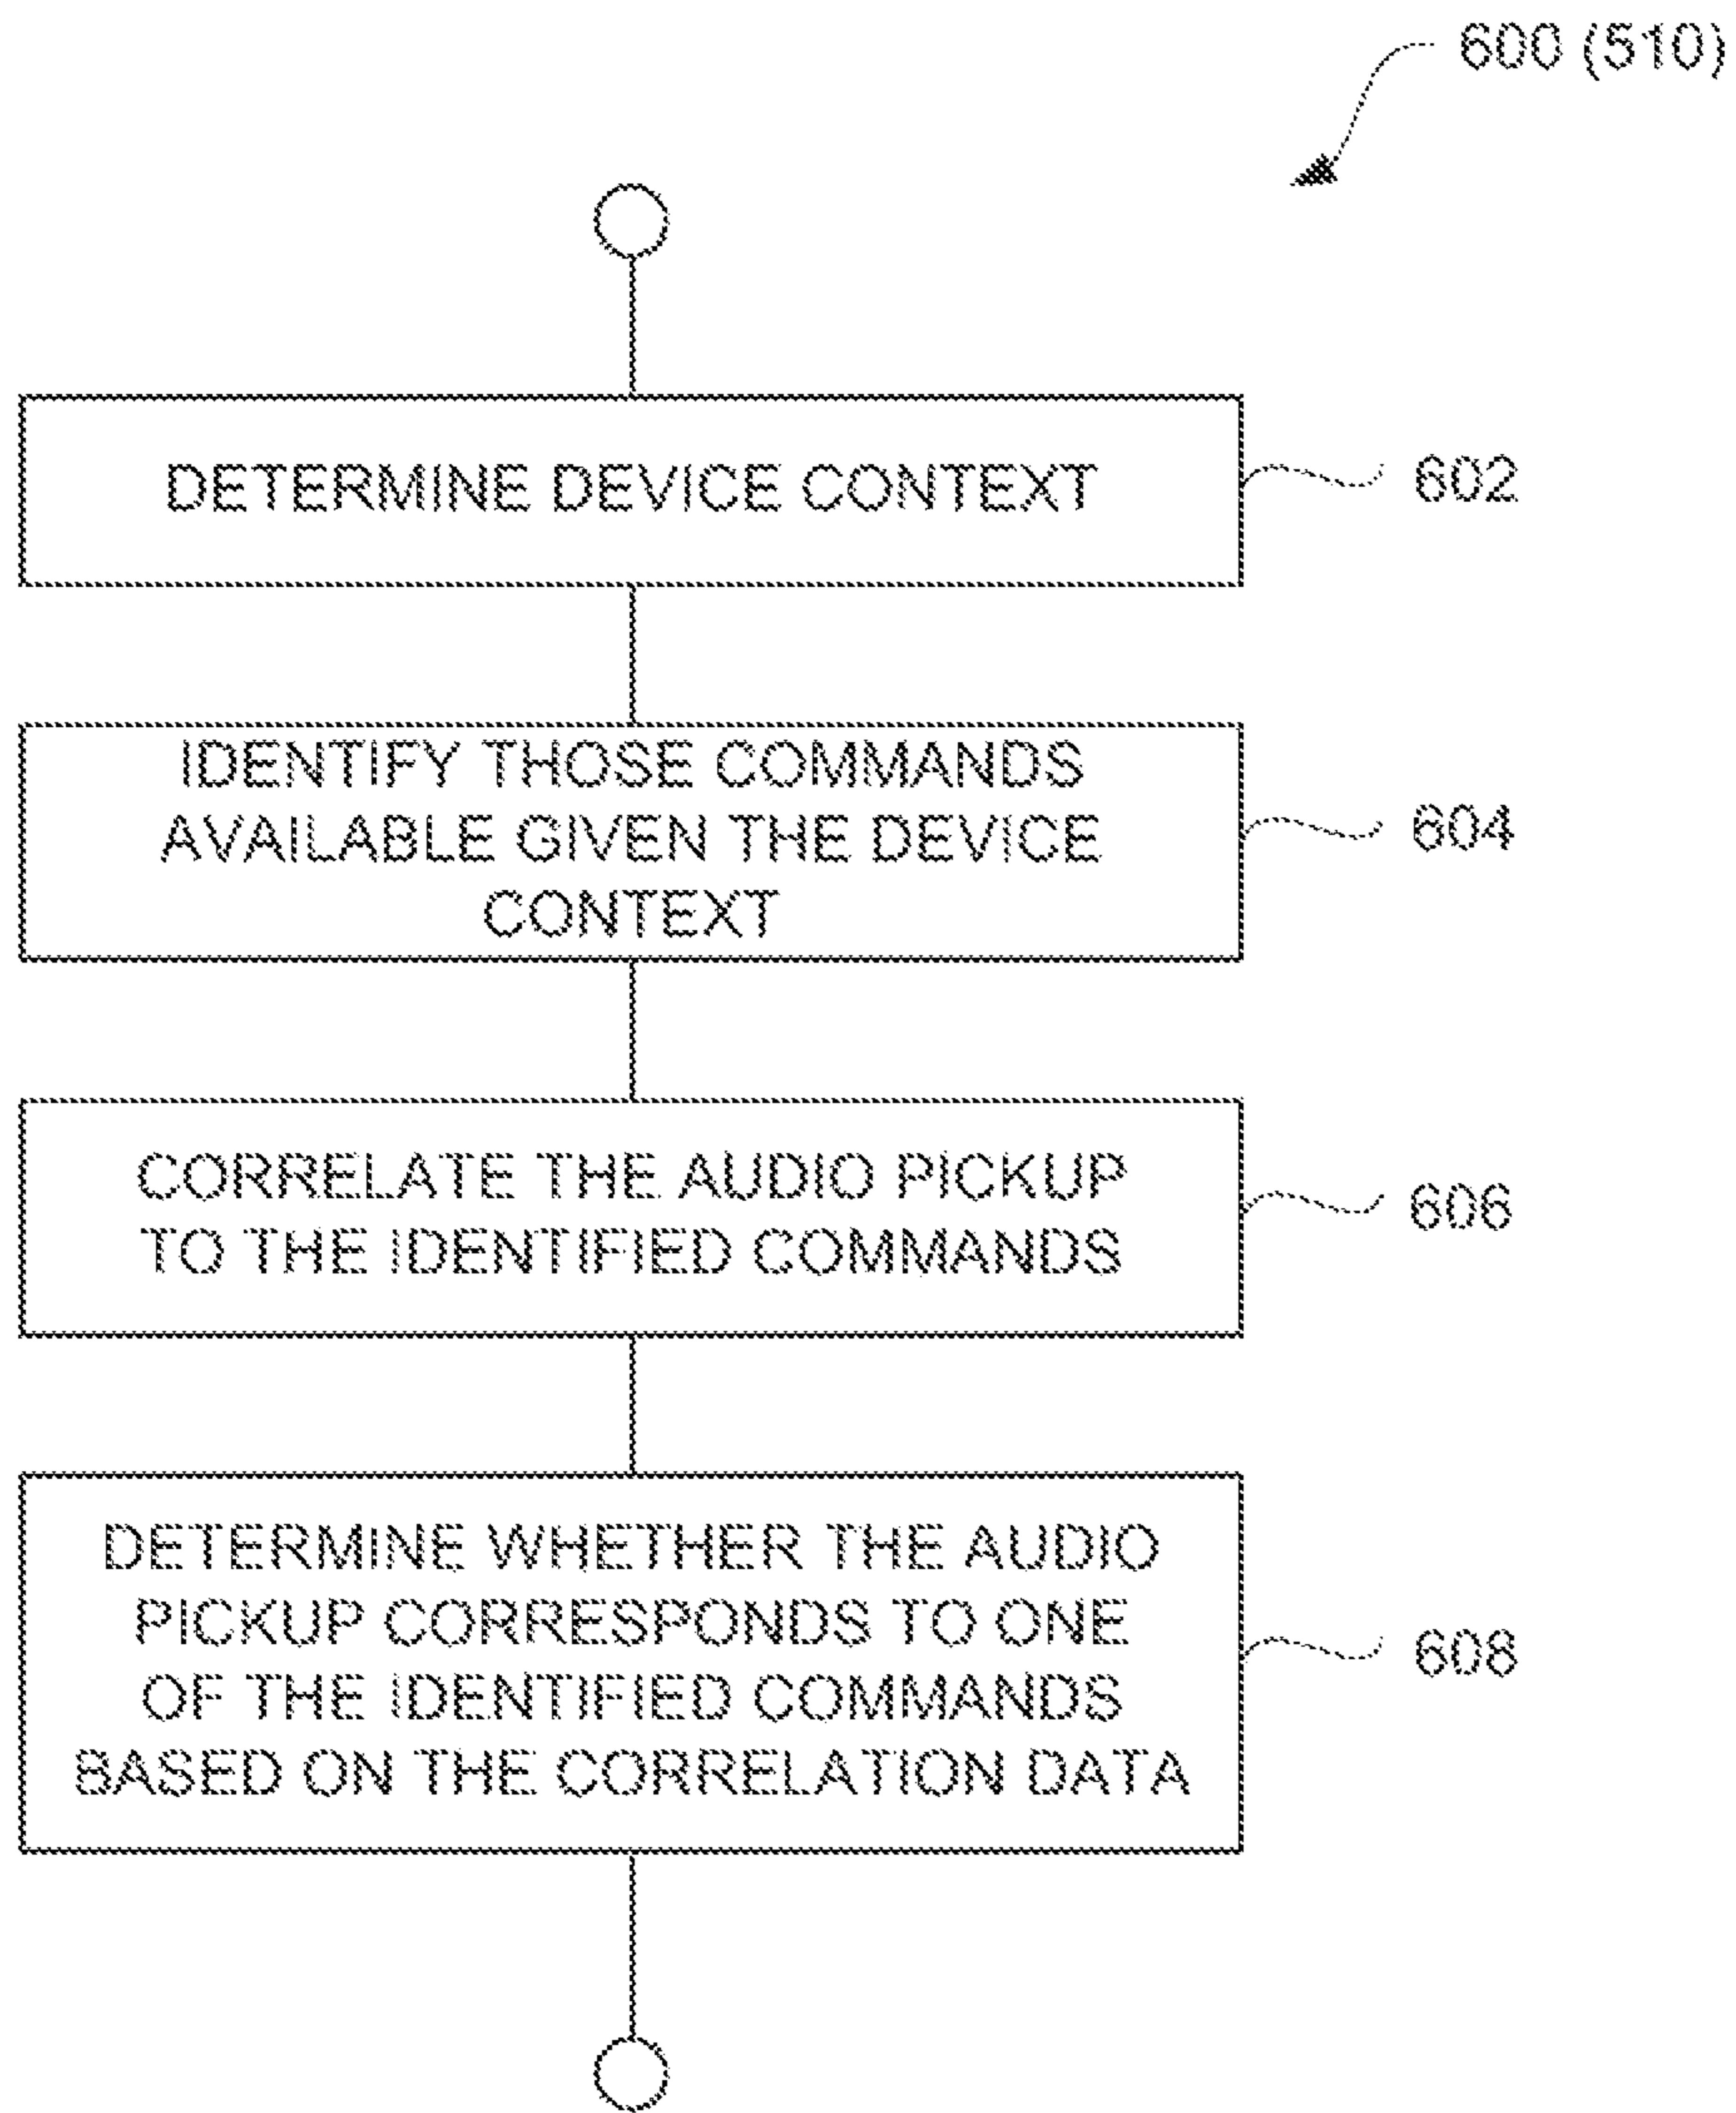 600 (510)
DETERMINE DEVICE CONTEXT
602
IDENTIFY THOSE COMMANDS
AVAILABLE GIVEN THE DEVICE
CONTEXT
604
CORRELATE THE AUDIO PICKUP
TO THE IDENTIFIED COMMANDS
606
DETERMINE WHETHER THE AUDIO
PICKUP CORRESPONDS TO ONE
OF THE IDENTIFIED COMMANDS
BASED ON THE CORRELATION DATA
608